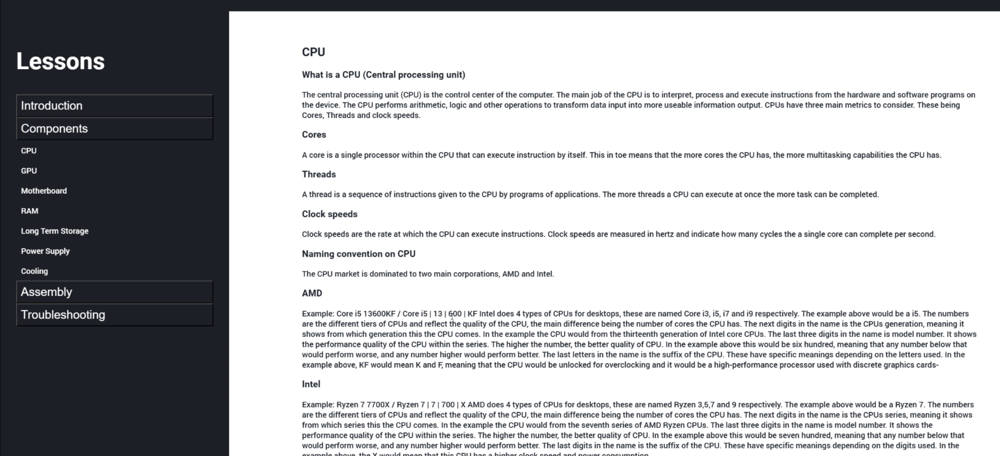 Lessons
Introduction
Components
CPU
GPU
Motherboard
RAM
Long Term Storage
Power Supply
Cooling
Assembly
Troubleshooting
CPU
What is a CPU (Central processing unit)
The central processing unit (CPU) is the control center of the computer. The main job of the CPU is to interpret, process and execute instructions from the hardware and software programs on
the device. The CPU performs arithmetic, logic and other operations to transform data input into more useable information output. CPUs have three main metrics to consider. These being
Cores, Threads and clock speeds.
Cores
A core is a single processor within the CPU that can execute instruction by itself. This in toe means that the more cores the CPU has, the more multitasking capabilities the CPU has.
Threads
A thread is a sequence of instructions given to the CPU by programs of applications. The more threads a CPU can execute at once the more task can be completed.
Clock speeds
Clock speeds are the rate at which the CPU can execute instructions. Clock speeds are measured in hertz and indicate how many cycles the a single core can complete per second.
Naming convention on CPU
The CPU market is dominated to two main corporations, AMD and Intel.
AMD
Example: Core i5 13600KF / Core i5 | 13 | 600 | KF Intel does 4 types of CPUs for desktops, these are named Core i3, i5, i7 and i9 respectively. The example above would be a i5. The numbers
are the different tiers of CPUs and reflect the quality of the CPU, the main difference being the number of cores the CPU has. The next digits in the name is the CPUs generation, meaning it
shows from which generation this the CPU comes. In the example the CPU would from the thirteenth generation of Intel core CPUs. The last three digits in the name is model number. It shows
the performance quality of the CPU within the series. The higher the number, the better quality of CPU. In the example above this would be six hundred, meaning that any number below that
would perform worse, and any number higher would perform better. The last letters in the name is the suffix of the CPU. These have specific meanings depending on the letters used. In the
example above, KF would mean K and F, meaning that the CPU would be unlocked for overclocking and it would be a high-performance processor used with discrete graphics cards-
Intel
Example: Ryzen 7 7700X / Ryzen 7 | 7 | 700 | X AMD does 4 types of CPUs for desktops, these are named Ryzen 3,5,7 and 9 respectively. The example above would be a Ryzen 7. The numbers
are the different tiers of CPUs and reflect the quality of the CPU, the main difference being the number of cores the CPU has. The next digits in the name is the CPUs series, meaning it shows
from which series this the CPU comes. In the example the CPU would from the seventh series of AMD Ryzen CPUs. The last three digits in the name is model number. It shows the
performance quality of the CPU within the series. The higher the number, the better quality of CPU. In the example above this would be seven hundred, meaning that any number below that
would perform worse, and any number higher would perform better. The last digits in the name is the suffix of the CPU. These have specific meanings depending on the digits used. In the
example above, the X would mean that this CPU has a higher clock speed and power consumption